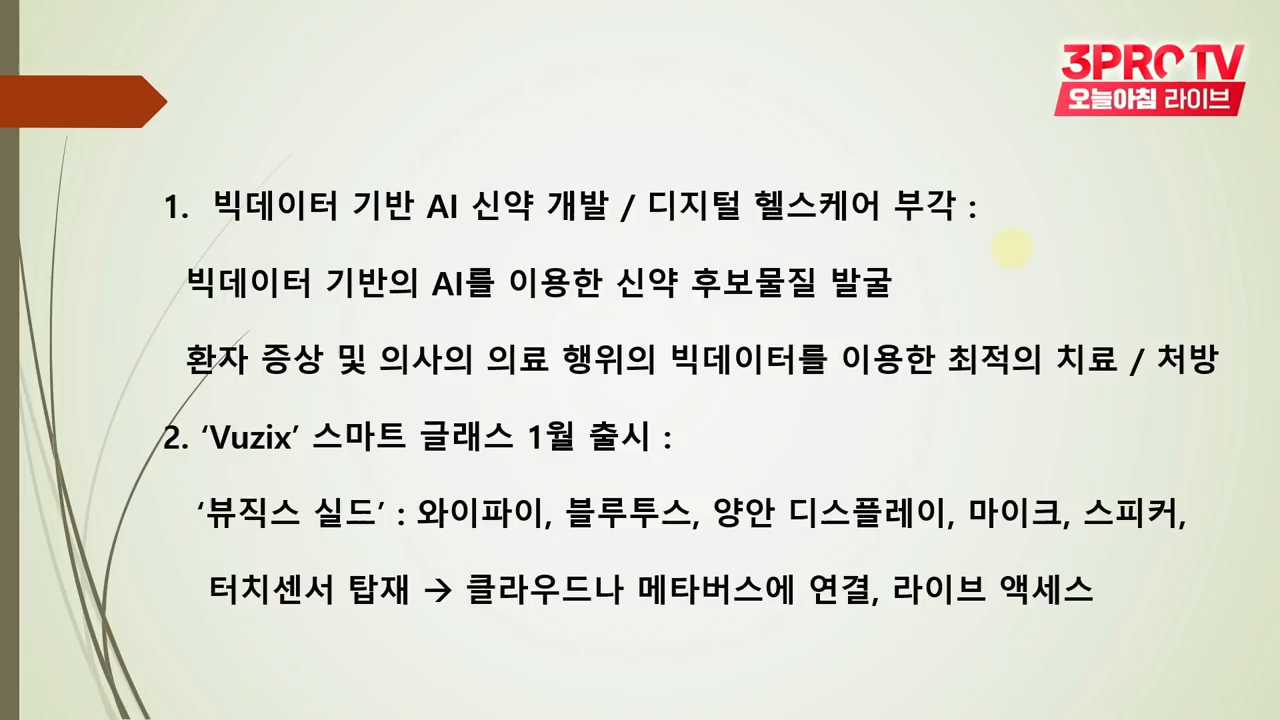 3PRO TV
오늘아침 라이브
1. 빅데이터 기반 AI 신약 개발 / 디지털 헬스케어 부각 :
빅데이터 기반의 AI를 이용한 신약 후보물질 발굴
환자 증상 및 의사의 의료 행위의 빅데이터를 이용한 최적의 치료 / 처방
2. ‘Vuzix’ 스마트 글래스 1월 출시 :
‘뷰직스 실드’ : 와이파이, 블루투스, 양안 디스플레이, 마이크, 스피커,
터치센서 탑재 → 클라우드나 메타버스에 연결, 라이브 액세스